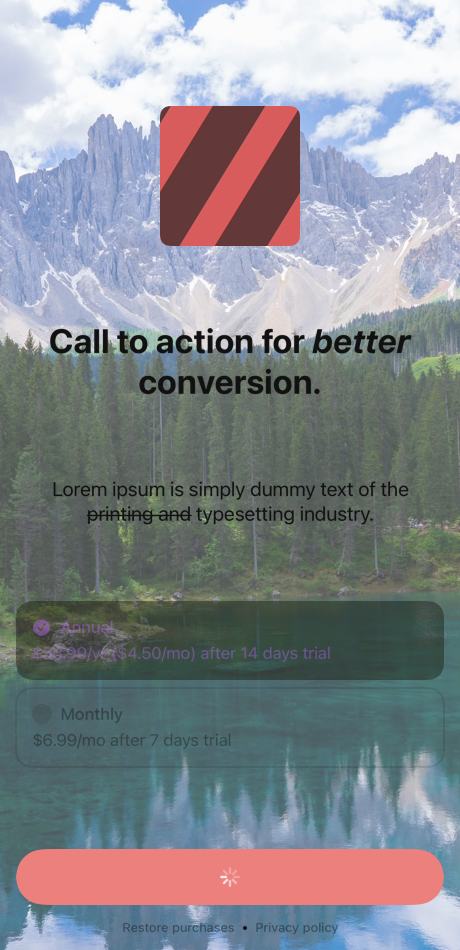 Call to action for better
conversion.
Lorem ipsum is simply dummy text of the
printing and typesetting industry.
Annual
($4.50/mo) after 14 days trial
Monthly
$6.99/mo after 7 days trial
Restore purchases • Privacy policy